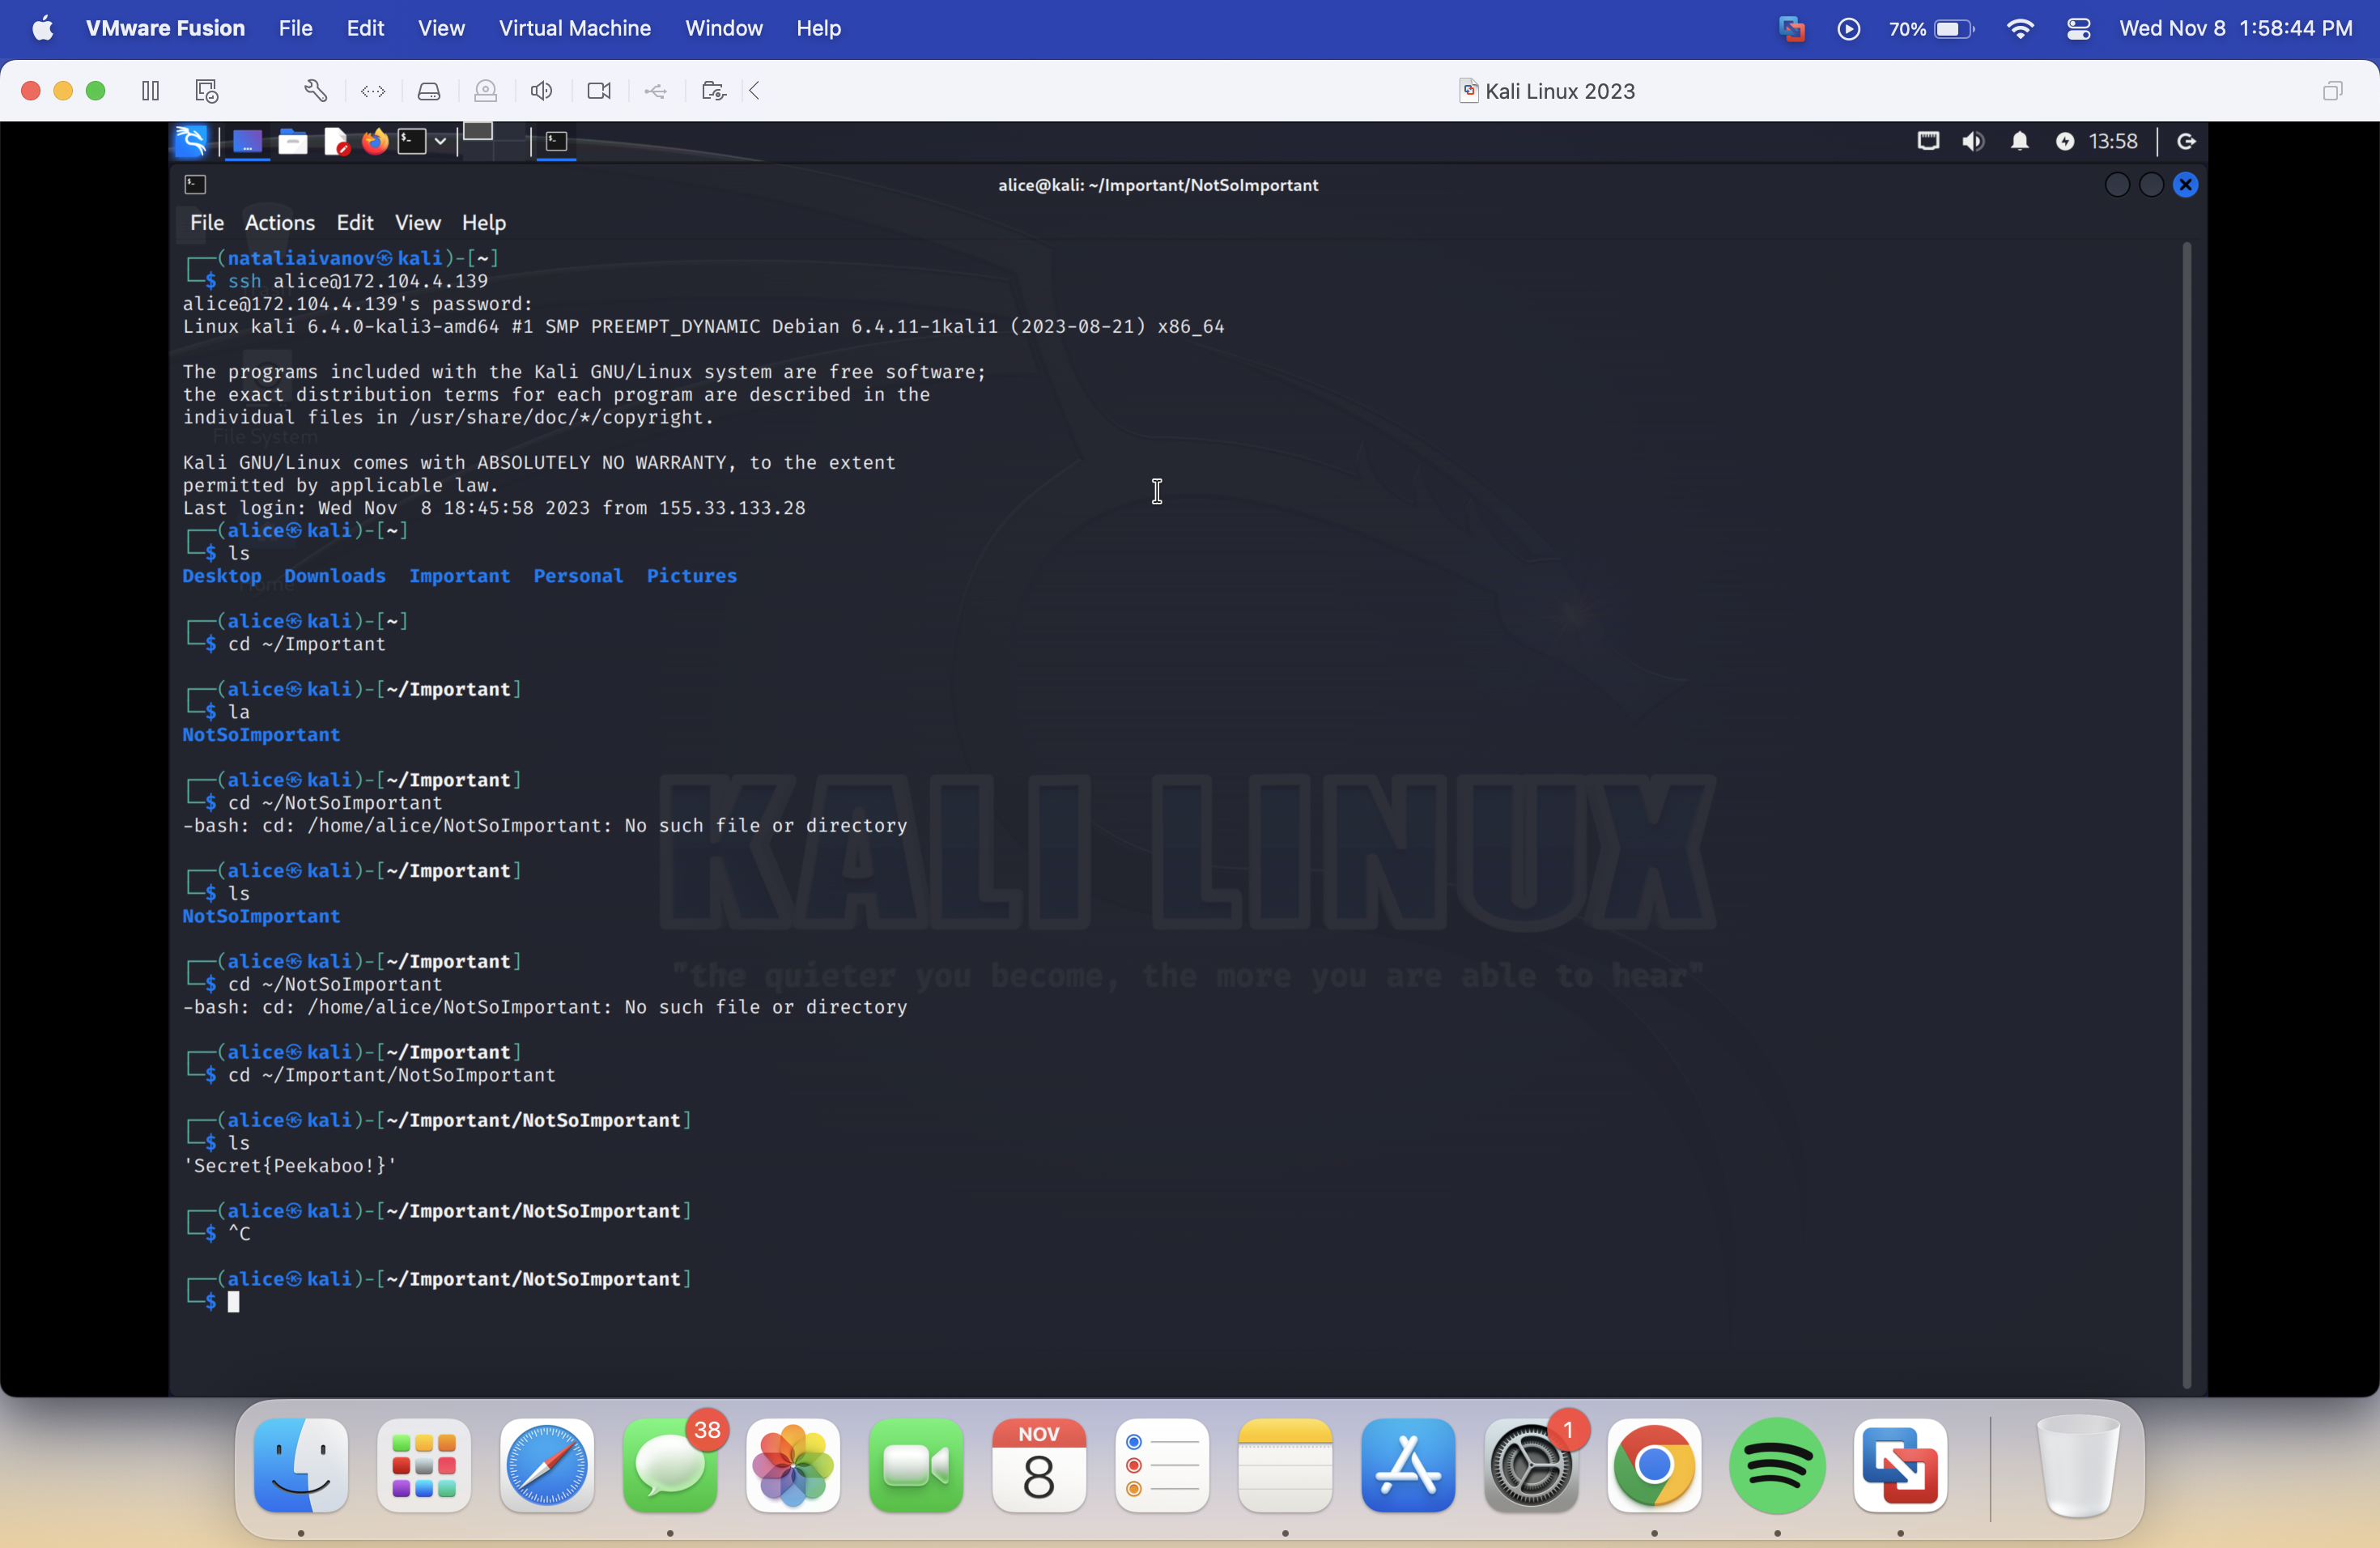 VMware Fusion File Edit View Virtual Machine Window Help 70% Wed Nov 8 1:58:44 PM
Kali Linux 2023
13:58
alice@kali: ~/Important/NotSoImportant
File Actions Edit View Help
┌──(nataliaivanov㉿kali)-[~]
└─$ ssh alice@172.104.4.139
alice@172.104.4.139's password:
Linux kali 6.4.0-kali3-amd64 #1 SMP PREEMPT_DYNAMIC Debian 6.4.11-1kali1 (2023-08-21) x86_64
The programs included with the Kali GNU/Linux system are free software;
the exact distribution terms for each program are described in the
individual files in /usr/share/doc/*/copyright.
File System
Kali GNU/Linux comes with ABSOLUTELY NO WARRANTY, to the extent
permitted by applicable law.
Last login: Wed Nov  8 18:45:58 2023 from 155.33.133.28
┌──(alice㉿kali)-[~]
└─$ ls
Desktop  Downloads  Important  Personal  Pictures
Home
┌──(alice㉿kali)-[~]
└─$ cd ~/Important
┌──(alice㉿kali)-[~/Important]
└─$ la
NotSoImportant
┌──(alice㉿kali)-[~/Important]
└─$ cd ~/NotSoImportant
-bash: cd: /home/alice/NotSoImportant: No such file or directory
┌──(alice㉿kali)-[~/Important]
└─$ ls
NotSoImportant
KALI LINUX
"the quieter you become, the more you are able to hear"
┌──(alice㉿kali)-[~/Important]
└─$ cd ~/NotSoImportant
-bash: cd: /home/alice/NotSoImportant: No such file or directory
┌──(alice㉿kali)-[~/Important]
└─$ cd ~/Important/NotSoImportant
┌──(alice㉿kali)-[~/Important/NotSoImportant]
└─$ ls
'Secret{Peekaboo!}'
┌──(alice㉿kali)-[~/Important/NotSoImportant]
└─$ ^C
┌──(alice㉿kali)-[~/Important/NotSoImportant]
└─$
38
NOV
8
1